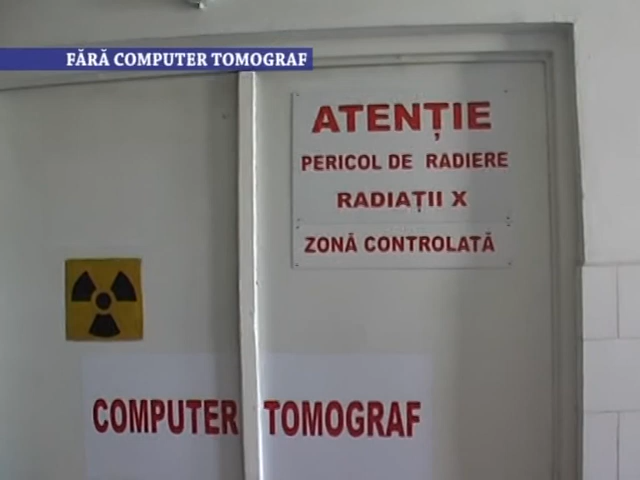 FĂRĂ COMPUTER TOMOGRAF
ATENȚIE
PERICOL DE RADIERE
RADIAȚII X
ZONĂ CONTROLATĂ
COMPUTER TOMOGRAF